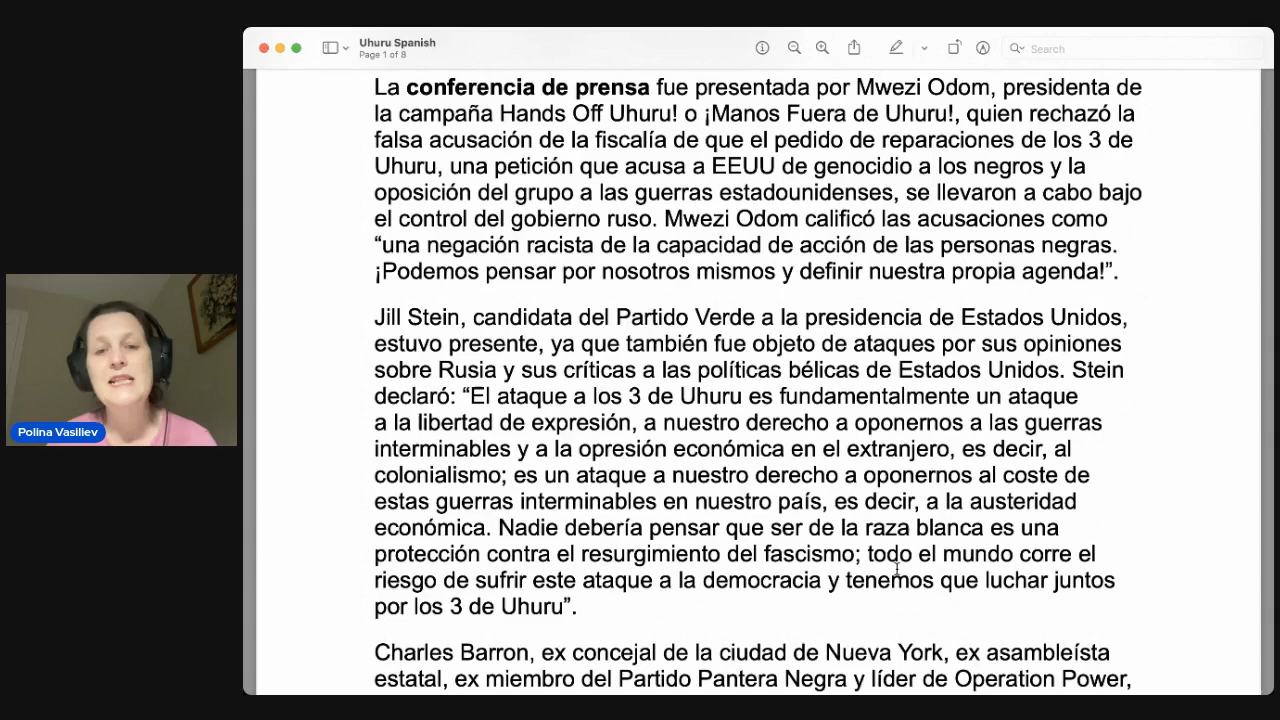 Uhuru Spanish
Page 1 of 8
Search
La conferencia de prensa fue presentada por Mwezi Odom, presidenta de
la campaña Hands Off Uhuru! o ¡Manos Fuera de Uhuru!, quien rechazó la
falsa acusación de la fiscalía de que el pedido de reparaciones de los 3 de
Uhuru, una petición que acusa a EEUU de genocidio a los negros y la
oposición del grupo a las guerras estadounidenses, se llevaron a cabo bajo
el control del gobierno ruso. Mwezi Odom calificó las acusaciones como
“una negación racista de la capacidad de acción de las personas negras.
¡Podemos pensar por nosotros mismos y definir nuestra propia agenda!”.
Jill Stein, candidata del Partido Verde a la presidencia de Estados Unidos,
estuvo presente, ya que también fue objeto de ataques por sus opiniones
sobre Rusia y sus críticas a las políticas bélicas de Estados Unidos. Stein
declaró: “El ataque a los 3 de Uhuru es fundamentalmente un ataque
a la libertad de expresión, a nuestro derecho a oponernos a las guerras
interminables y a la opresión económica en el extranjero, es decir, al
colonialismo; es un ataque a nuestro derecho a oponernos al coste de
estas guerras interminables en nuestro país, es decir, a la austeridad
económica. Nadie debería pensar que ser de la raza blanca es una
protección contra el resurgimiento del fascismo; todo el mundo corre el
riesgo de sufrir este ataque a la democracia y tenemos que luchar juntos
por los 3 de Uhuru”.
Charles Barron, ex concejal de la ciudad de Nueva York, ex asambleísta
estatal, ex miembro del Partido Pantera Negra y líder de Operation Power,
Polina Vasiliev